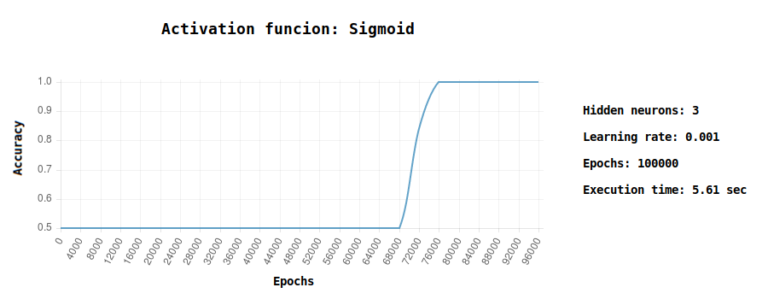 Activation funcion: Sigmoid
1.0
0.9
0.8
0.7
0.6
0.5
Accuracy
0 4000 8000 12000 16000 20000 24000 28000 32000 36000 40000 44000 48000 52000 56000 60000 64000 68000 72000 76000 80000 84000 88000 92000 96000
Epochs
Hidden neurons: 3
Learning rate: 0.001
Epochs: 100000
Execution time: 5.61 sec